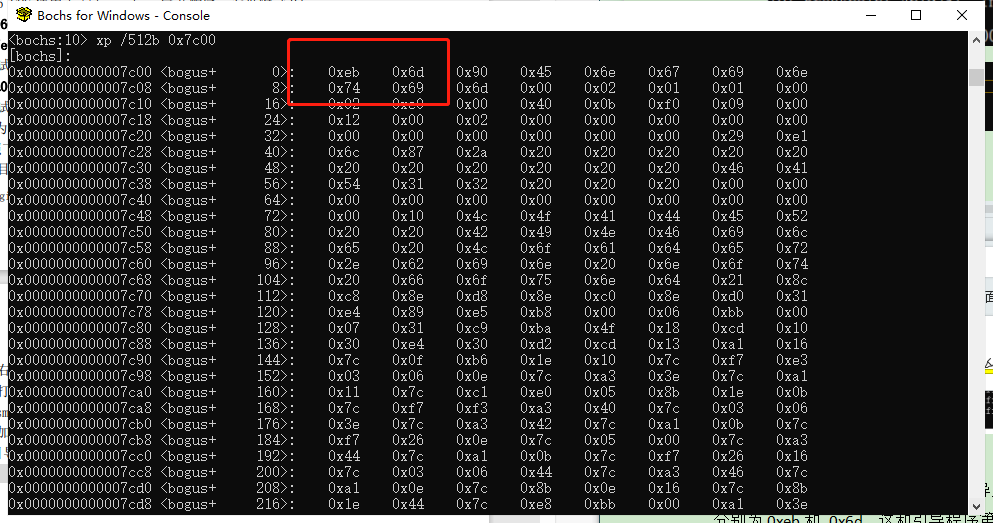 Bochs for Windows - Console
<bochs:10> xp /512b 0x7c00
[bochs]:
0x0000000000007c00 <bogus+ 0>: 0xeb 0x6d 0x90 0x45 0x6e 0x67 0x69 0x6e
0x0000000000007c08 <bogus+ 8>: 0x74 0x69 0x6d 0x00 0x02 0x01 0x01 0x00
0x0000000000007c10 <bogus+ 16>: 0x02 0xe0 0x00 0x40 0x0b 0xf0 0x09 0x00
0x0000000000007c18 <bogus+ 24>: 0x12 0x00 0x02 0x00 0x00 0x00 0x00 0x00
0x0000000000007c20 <bogus+ 32>: 0x00 0x00 0x00 0x00 0x00 0x00 0x29 0xe1
0x0000000000007c28 <bogus+ 40>: 0x6c 0x87 0x2a 0x20 0x20 0x20 0x20 0x20
0x0000000000007c30 <bogus+ 48>: 0x20 0x20 0x20 0x20 0x20 0x20 0x46 0x41
0x0000000000007c38 <bogus+ 56>: 0x54 0x31 0x32 0x20 0x20 0x20 0x00 0x00
0x0000000000007c40 <bogus+ 64>: 0x00 0x00 0x00 0x00 0x00 0x00 0x00 0x00
0x0000000000007c48 <bogus+ 72>: 0x00 0x10 0x4c 0x4f 0x41 0x44 0x45 0x52
0x0000000000007c50 <bogus+ 80>: 0x20 0x20 0x42 0x49 0x4e 0x46 0x69 0x6c
0x0000000000007c58 <bogus+ 88>: 0x65 0x20 0x4c 0x6f 0x61 0x64 0x65 0x72
0x0000000000007c60 <bogus+ 96>: 0x2e 0x62 0x69 0x6e 0x20 0x6e 0x6f 0x74
0x0000000000007c68 <bogus+ 104>: 0x20 0x66 0x6f 0x75 0x6e 0x64 0x21 0x8c
0x0000000000007c70 <bogus+ 112>: 0xc8 0x8e 0xd8 0x8e 0xc0 0x8e 0xd0 0x31
0x0000000000007c78 <bogus+ 120>: 0xe4 0x89 0xe5 0xb8 0x00 0x06 0xbb 0x00
0x0000000000007c80 <bogus+ 128>: 0x07 0x31 0xc9 0xba 0x4f 0x18 0xcd 0x10
0x0000000000007c88 <bogus+ 136>: 0x30 0xe4 0x30 0xd2 0xcd 0x13 0xa1 0x16
0x0000000000007c90 <bogus+ 144>: 0x7c 0x0f 0xb6 0x1e 0x10 0x7c 0xf7 0xe3
0x0000000000007c98 <bogus+ 152>: 0x03 0x06 0x0e 0x7c 0xa3 0x3e 0x7c 0xa1
0x0000000000007ca0 <bogus+ 160>: 0x11 0x7c 0xc1 0xe0 0x05 0x8b 0x1e 0x0b
0x0000000000007ca8 <bogus+ 168>: 0x7c 0xf7 0xf3 0xa3 0x40 0x7c 0x03 0x06
0x0000000000007cb0 <bogus+ 176>: 0x3e 0x7c 0xa3 0x42 0x7c 0xa1 0x0b 0x7c
0x0000000000007cb8 <bogus+ 184>: 0xf7 0x26 0x0e 0x7c 0x05 0x00 0x7c 0xa3
0x0000000000007cc0 <bogus+ 192>: 0x44 0x7c 0xa1 0x0b 0x7c 0xf7 0x26 0x16
0x0000000000007cc8 <bogus+ 200>: 0x7c 0x03 0x06 0x44 0x7c 0xa3 0x46 0x7c
0x0000000000007cd0 <bogus+ 208>: 0xa1 0x0e 0x7c 0x8b 0x0e 0x16 0x7c 0x8b
0x0000000000007cd8 <bogus+ 216>: 0x1e 0x44 0x7c 0xe8 0xbb 0x00 0xa1 0x3e